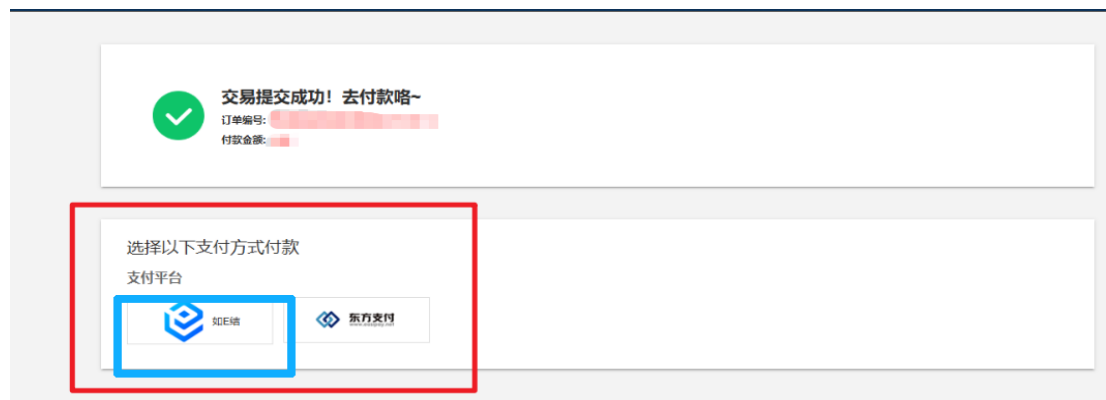 交易提交成功！去付款咯~
订单编号:
付款金额:
选择以下支付方式付款
支付平台
如E结
东方支付